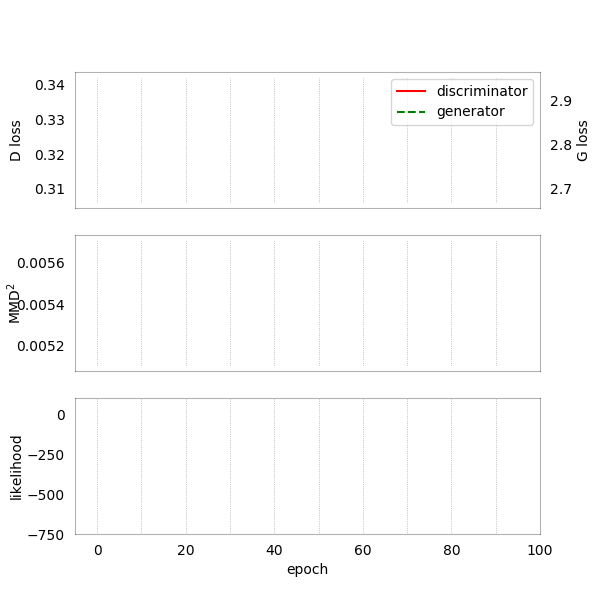 0.34
0.33
0.32
0.31
D loss
discriminator
generator
2.9
2.8
2.7
G loss
0.0056
0.0054
0.0052
MMD²
0
−250
−500
−750
likelihood
0 20 40 60 80 100
epoch